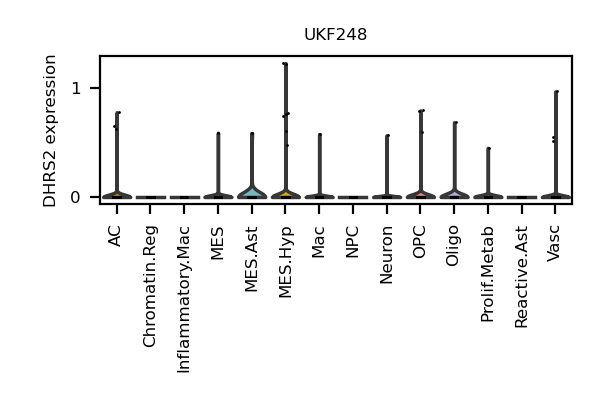 UKF248
DHRS2 expression
1
0
AC
Chromatin.Reg
Inflammatory.Mac
MES
MES.Ast
MES.Hyp
Mac
NPC
Neuron
OPC
Oligo
Prolif.Metab
Reactive.Ast
Vasc